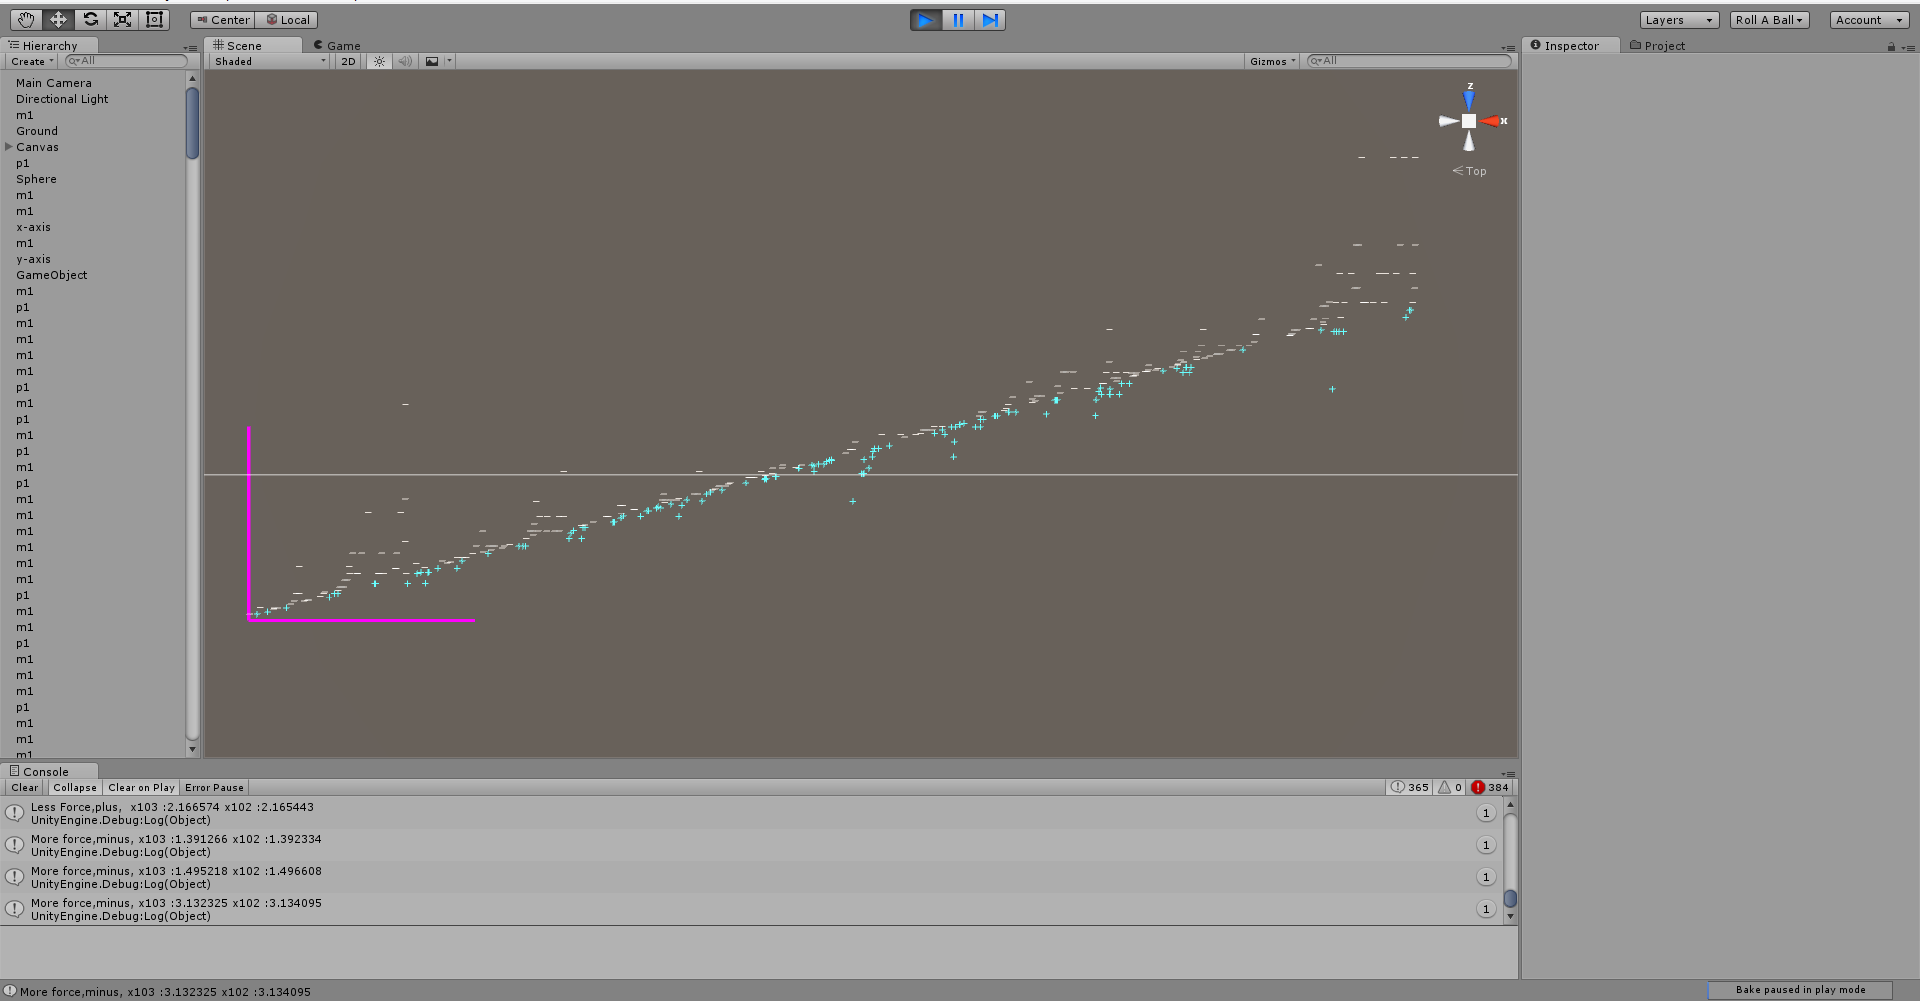 Center
Local
Layers
Roll A Ball
Account
Hierarchy
Scene
Game
Inspector
Project
Create
All
Shaded
2D
Gizmos
All
Main Camera
Directional Light
m1
Ground
Canvas
p1
Sphere
m1
m1
x-axis
m1
y-axis
GameObject
m1
p1
m1
m1
m1
m1
p1
m1
p1
m1
p1
m1
p1
m1
m1
m1
m1
m1
m1
p1
m1
m1
p1
m1
m1
m1
p1
m1
m1
m1
z
x
Top
Console
Clear
Collapse
Clear on Play
Error Pause
365
0
384
Less Force,plus,  x103 :2.166574 x102 :2.165443
UnityEngine.Debug:Log(Object)
1
More force,minus, x103 :1.391266 x102 :1.392334
UnityEngine.Debug:Log(Object)
1
More force,minus, x103 :1.495218 x102 :1.496608
UnityEngine.Debug:Log(Object)
1
More force,minus, x103 :3.132325 x102 :3.134095
UnityEngine.Debug:Log(Object)
1
More force,minus, x103 :3.132325 x102 :3.134095
Bake paused in play mode